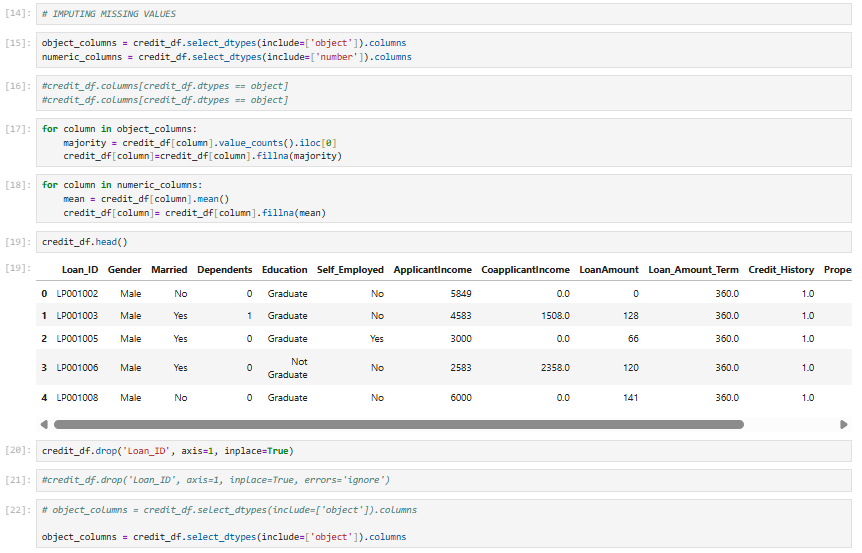 [14]: # IMPUTING MISSING VALUES
[15]: object_columns = credit_df.select_dtypes(include=['object']).columns
numeric_columns = credit_df.select_dtypes(include=['number']).columns
[16]: #credit_df.columns[credit_df.dtypes == object]
#credit_df.columns[credit_df.dtypes == object]
[17]: for column in object_columns:
    majority = credit_df[column].value_counts().iloc[0]
    credit_df[column]=credit_df[column].fillna(majority)
[18]: for column in numeric_columns:
    mean = credit_df[column].mean()
    credit_df[column]= credit_df[column].fillna(mean)
[19]: credit_df.head()
[19]: Loan_ID Gender Married Dependents Education Self_Employed ApplicantIncome CoapplicantIncome LoanAmount Loan_Amount_Term Credit_History Prope
0 LP001002 Male No 0 Graduate No 5849 0.0 0 360.0 1.0
1 LP001003 Male Yes 1 Graduate No 4583 1508.0 128 360.0 1.0
2 LP001005 Male Yes 0 Graduate Yes 3000 0.0 66 360.0 1.0
3 LP001006 Male Yes 0 Not Graduate No 2583 2358.0 120 360.0 1.0
4 LP001008 Male No 0 Graduate No 6000 0.0 141 360.0 1.0
[20]: credit_df.drop('Loan_ID', axis=1, inplace=True)
[21]: #credit_df.drop('Loan_ID', axis=1, inplace=True, errors='ignore')
[22]: # object_columns = credit_df.select_dtypes(include=['object']).columns
object_columns = credit_df.select_dtypes(include=['object']).columns